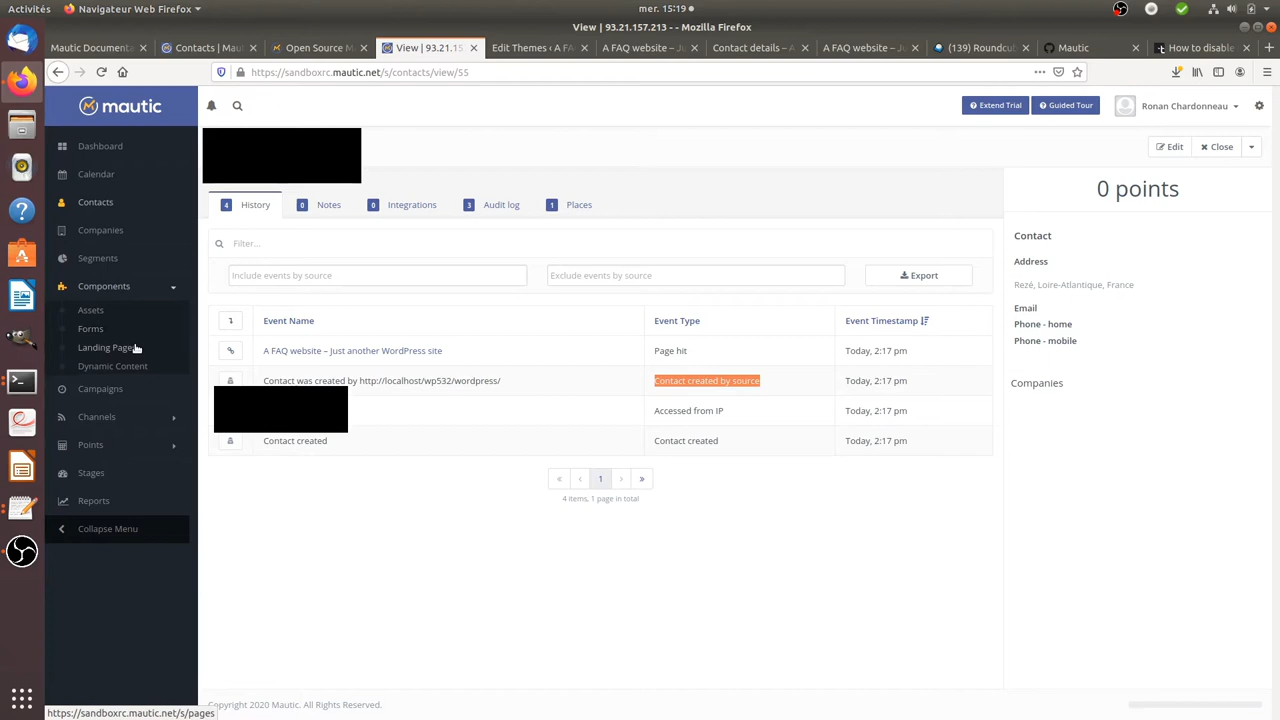 Activités
Firefox Web Browser
mer. 15:19
View | 93.21.157.213 - Mozilla Firefox
Mautic Documenta
Contacts | M
Open Source M
View | 93.21.15
Edit Themes ‹ A FA
A FAQ website – Ju
Contact details – A
A FAQ website – Ju
(139) Roundcub
Mautic
How to disable
https://sandboxrc.mautic.net/s/contacts/view/55
mautic
Extend Trial
Guided Tour
Ronan Chardonneau
Dashboard
Calendar
Contacts
Companies
Segments
Components
Assets
Forms
Landing Pages
Dynamic Content
Campaigns
Channels
Points
Stages
Reports
Collapse Menu
Edit
Close
4 History
0 Notes
0 Integrations
3 Audit log
1 Places
Filter...
Include events by source
Exclude events by source
Export
Event Name Event Type Event Timestamp
A FAQ website – Just another WordPress site Page hit Today, 2:17 pm
Contact was created by http://localhost/wp532/wordpress/ Contact created by source Today, 2:17 pm
Accessed from IP Today, 2:17 pm
Contact created Contact created Today, 2:17 pm
« ‹ 1 › »
4 items, 1 page in total
0 points
Contact
Address
Rezé, Loire-Atlantique, France
Email
Phone - home
Phone - mobile
Companies
Copyright 2020 Mautic. All Rights Reserved.
https://sandboxrc.mautic.net/s/pages